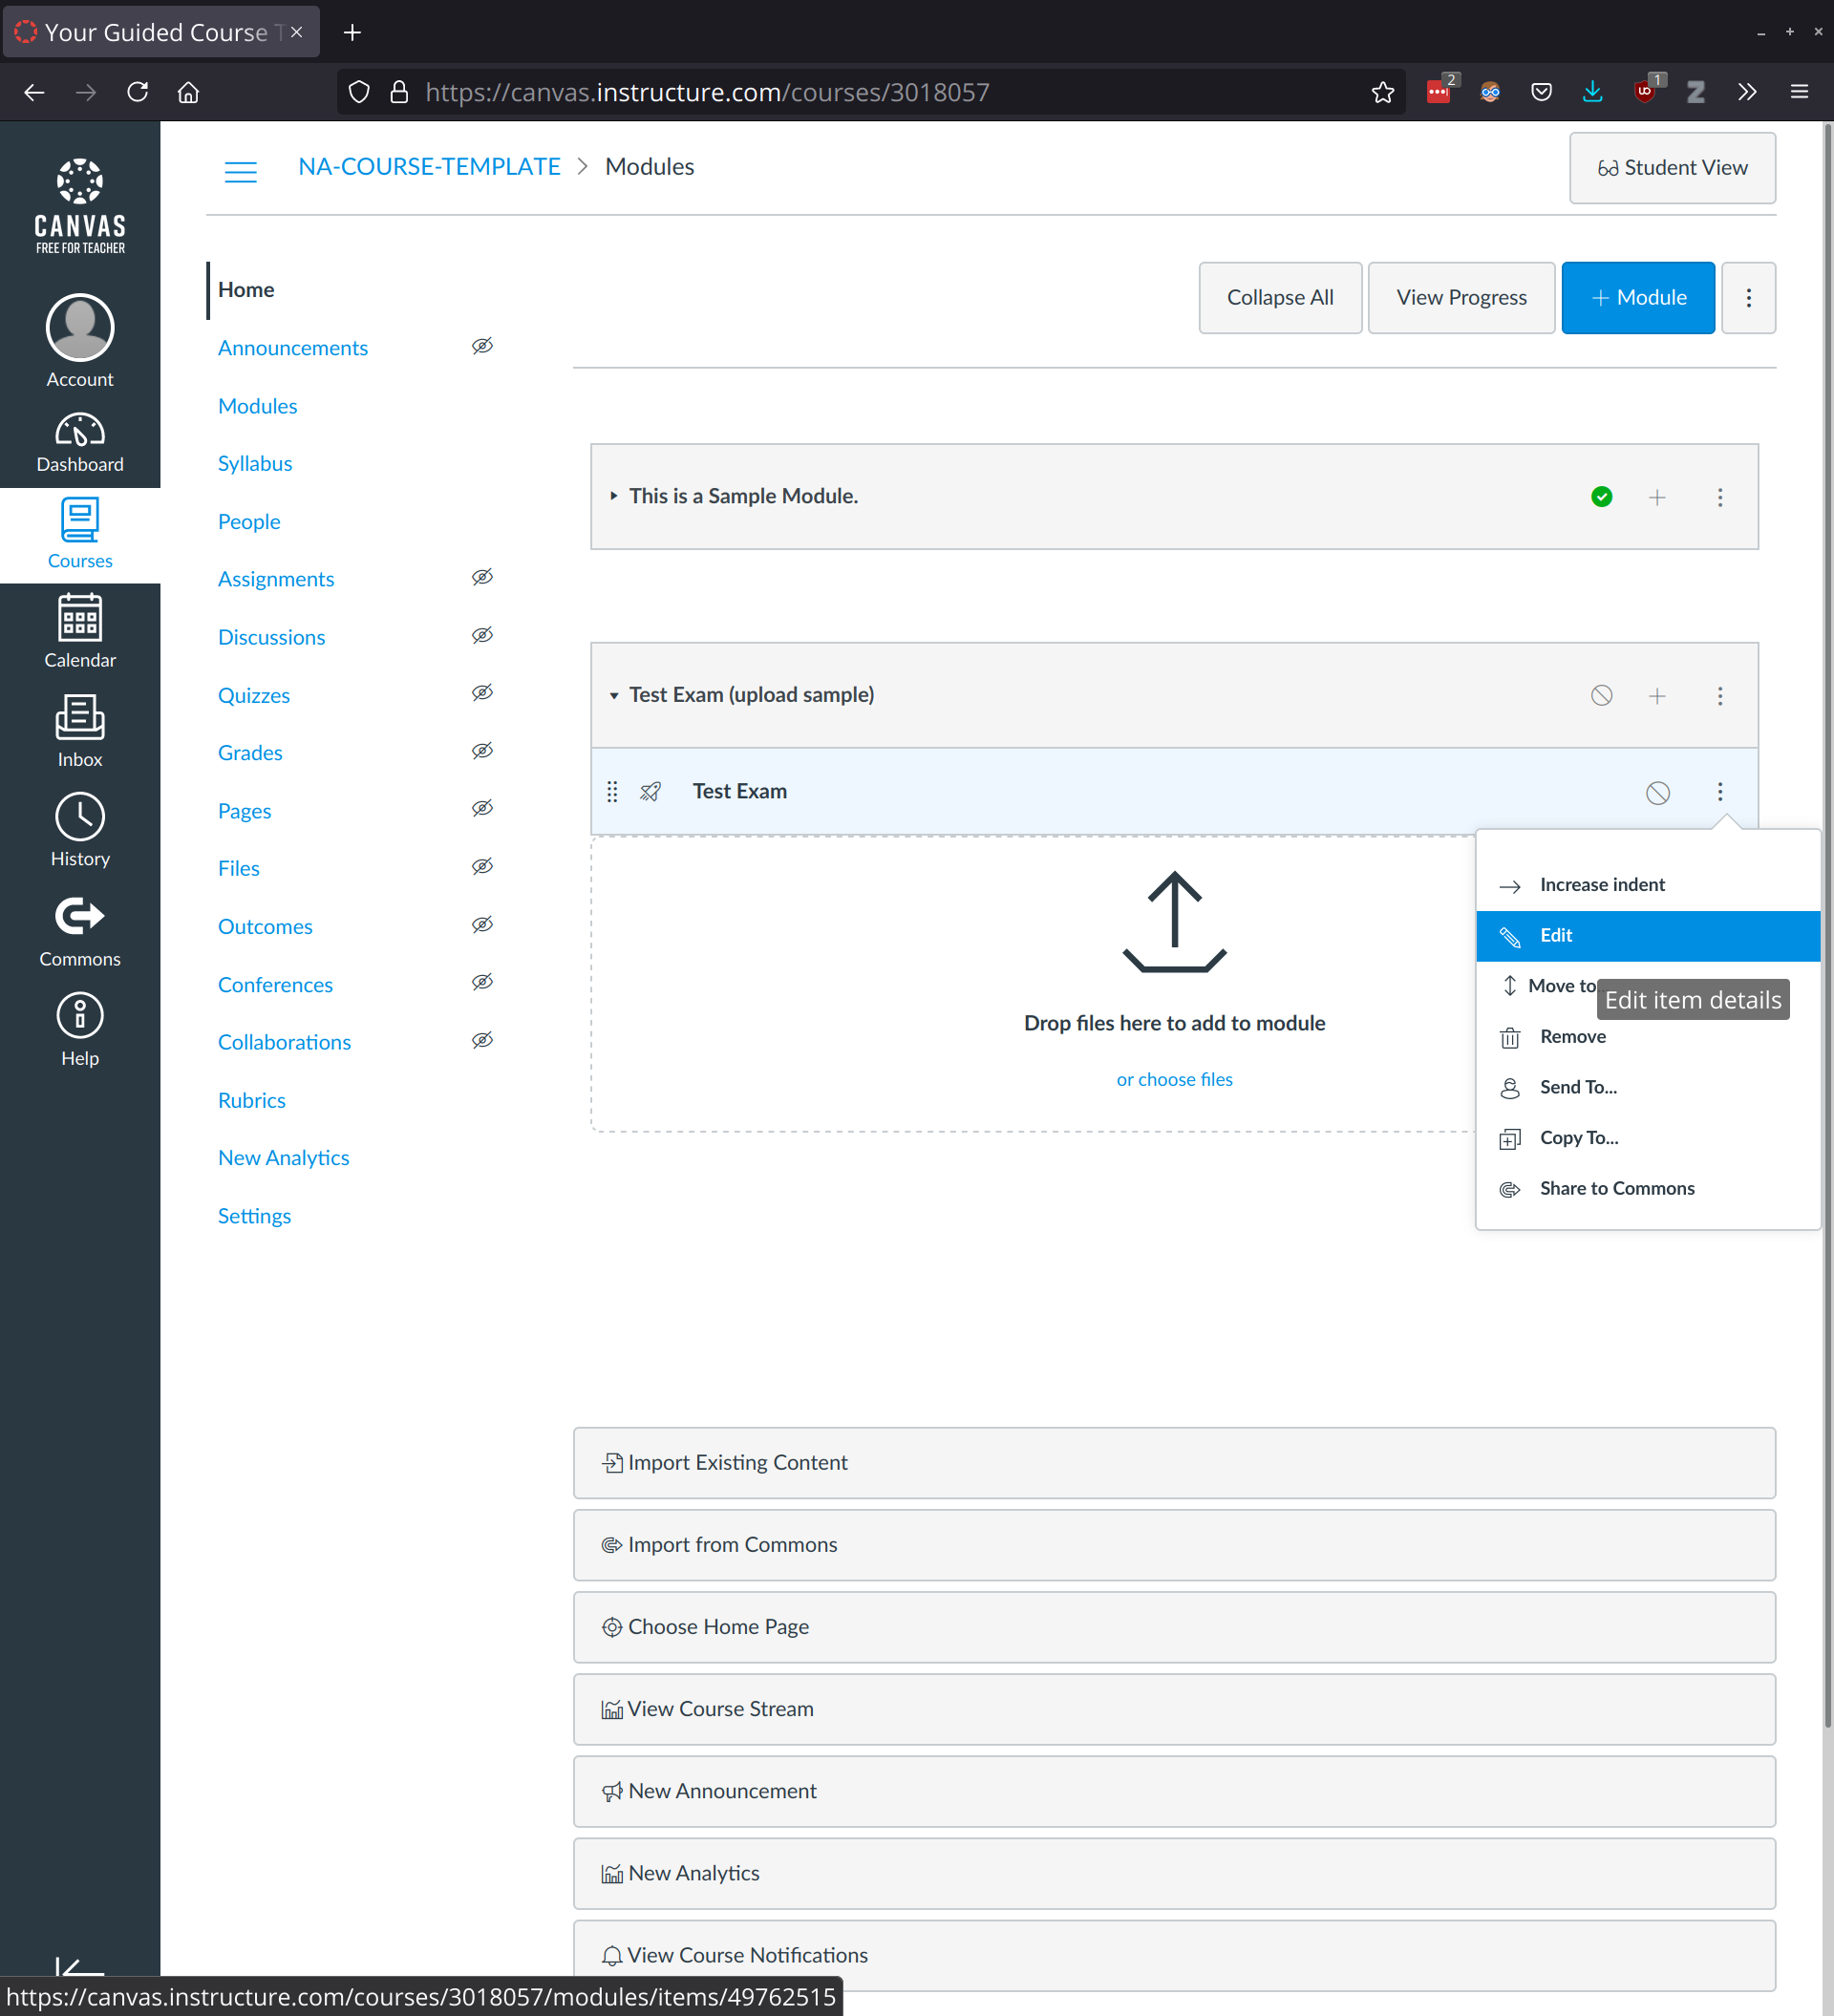 Your Guided Course T
https://canvas.instructure.com/courses/3018057
2
1
CANVAS
FREE FOR TEACHER
Account
Dashboard
Courses
Calendar
Inbox
History
Commons
Help
NA-COURSE-TEMPLATE > Modules
Student View
Home
Announcements
Modules
Syllabus
People
Assignments
Discussions
Quizzes
Grades
Pages
Files
Outcomes
Conferences
Collaborations
Rubrics
New Analytics
Settings
Collapse All
View Progress
+ Module
This is a Sample Module.
Test Exam (upload sample)
Test Exam
Drop files here to add to module
or choose files
Increase indent
Edit
Move to
Edit item details
Remove
Send To...
Copy To...
Share to Commons
Import Existing Content
Import from Commons
Choose Home Page
View Course Stream
New Announcement
New Analytics
View Course Notifications
https://canvas.instructure.com/courses/3018057/modules/items/49762515